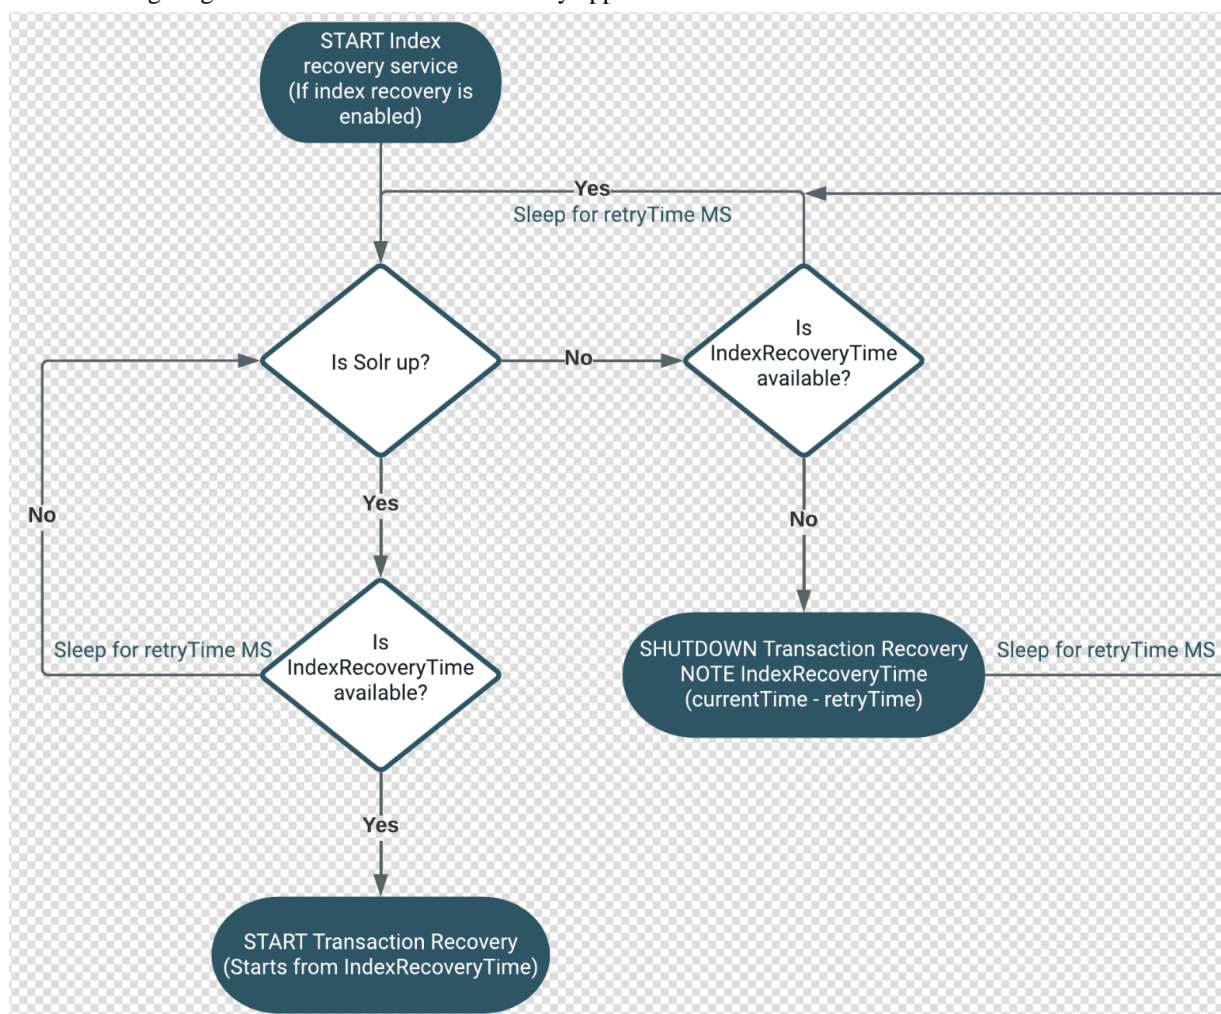 START Index
recovery service
(If index recovery is
enabled)
Yes
Sleep for retryTime MS
Is Solr up?
No
Is
IndexRecoveryTime
available?
Yes
No
No
Sleep for retryTime MS
Is
IndexRecoveryTime
available?
SHUTDOWN Transaction Recovery
NOTE IndexRecoveryTime
(currentTime - retryTime)
Sleep for retryTime MS
Yes
START Transaction Recovery
(Starts from IndexRecoveryTime)